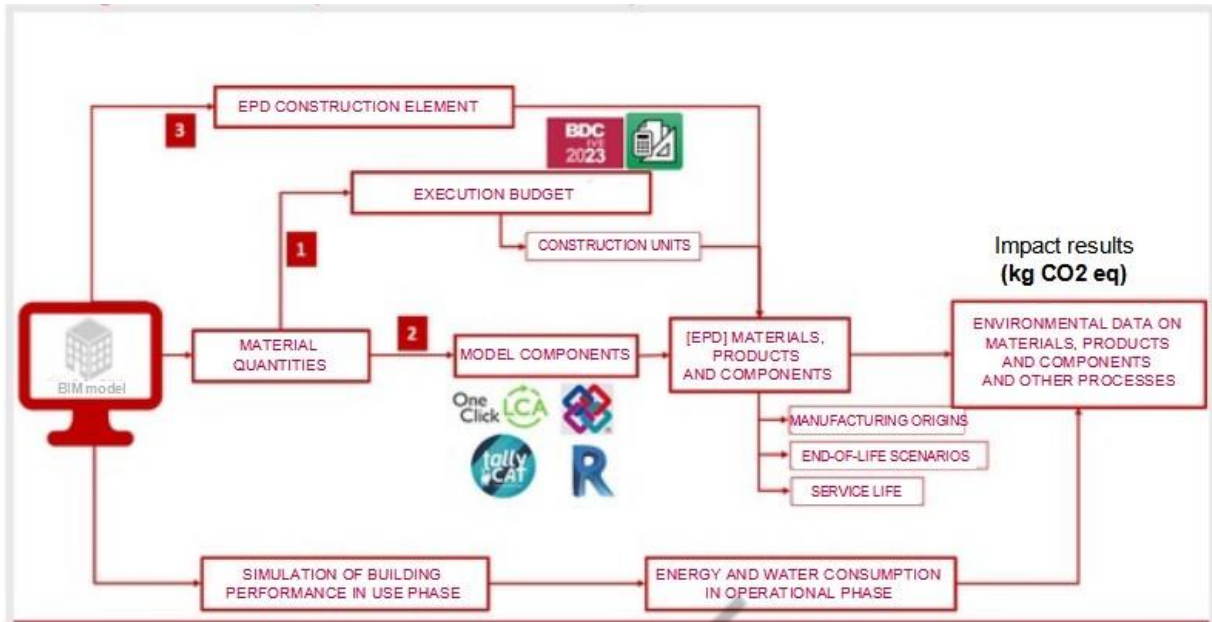 EPD CONSTRUCTION ELEMENT
3
BDC
IVE
2023
EXECUTION BUDGET
1
CONSTRUCTION UNITS
Impact results
(kg CO2 eq)
BIM model
MATERIAL
QUANTITIES
2
MODEL COMPONENTS
[EPD] MATERIALS,
PRODUCTS
AND COMPONENTS
ENVIRONMENTAL DATA ON
MATERIALS, PRODUCTS
AND COMPONENTS
AND OTHER PROCESSES
One
Click
LCA
tally
CAT
R
MANUFACTURING ORIGINS
END-OF-LIFE SCENARIOS
SERVICE LIFE
SIMULATION OF BUILDING
PERFORMANCE IN USE PHASE
ENERGY AND WATER CONSUMPTION
IN OPERATIONAL PHASE